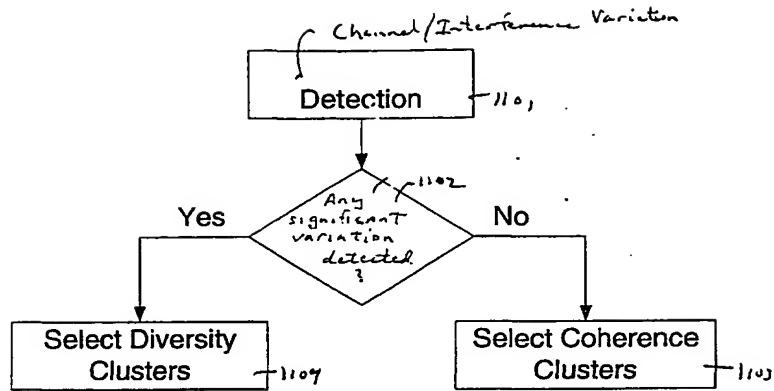 Channel/Interference Variation
Detection
1101
1102
Any
significant
variation
detected
?
Yes
No
Select Diversity
Clusters
1104
Select Coherence
Clusters
1103